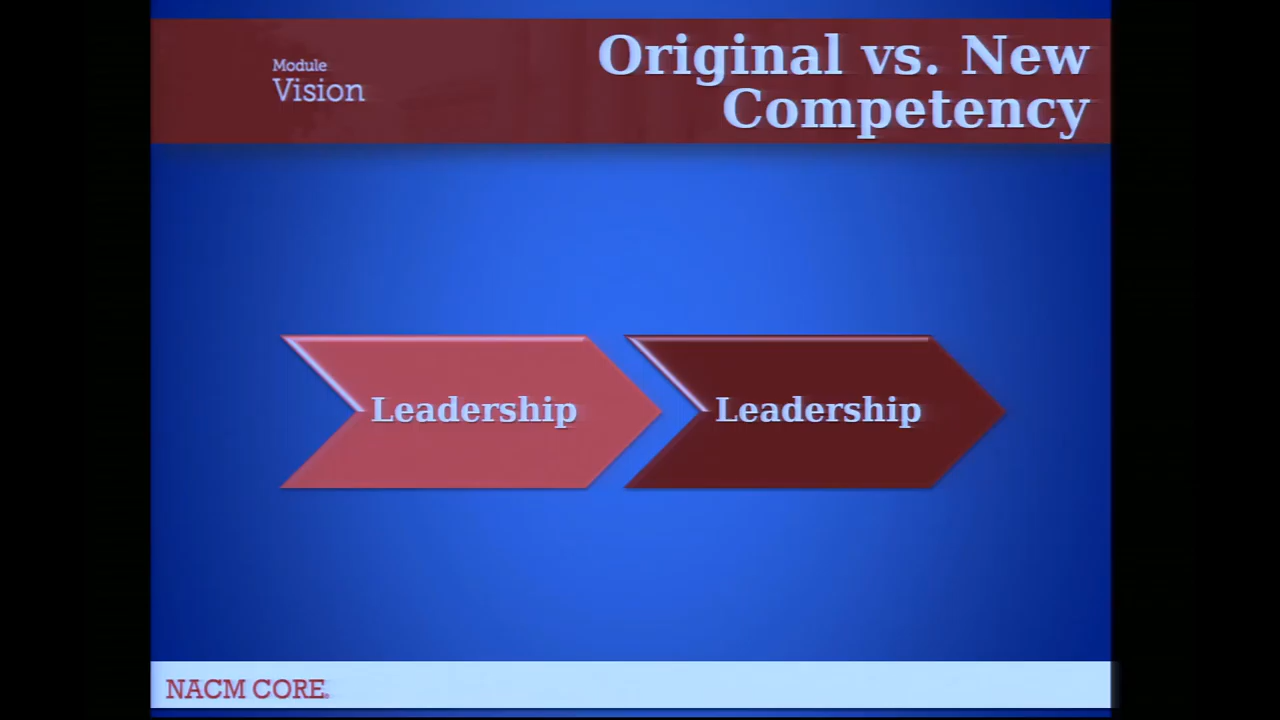 Module
Vision
Original vs. New
Competency
Leadership
Leadership
NACM CORE®